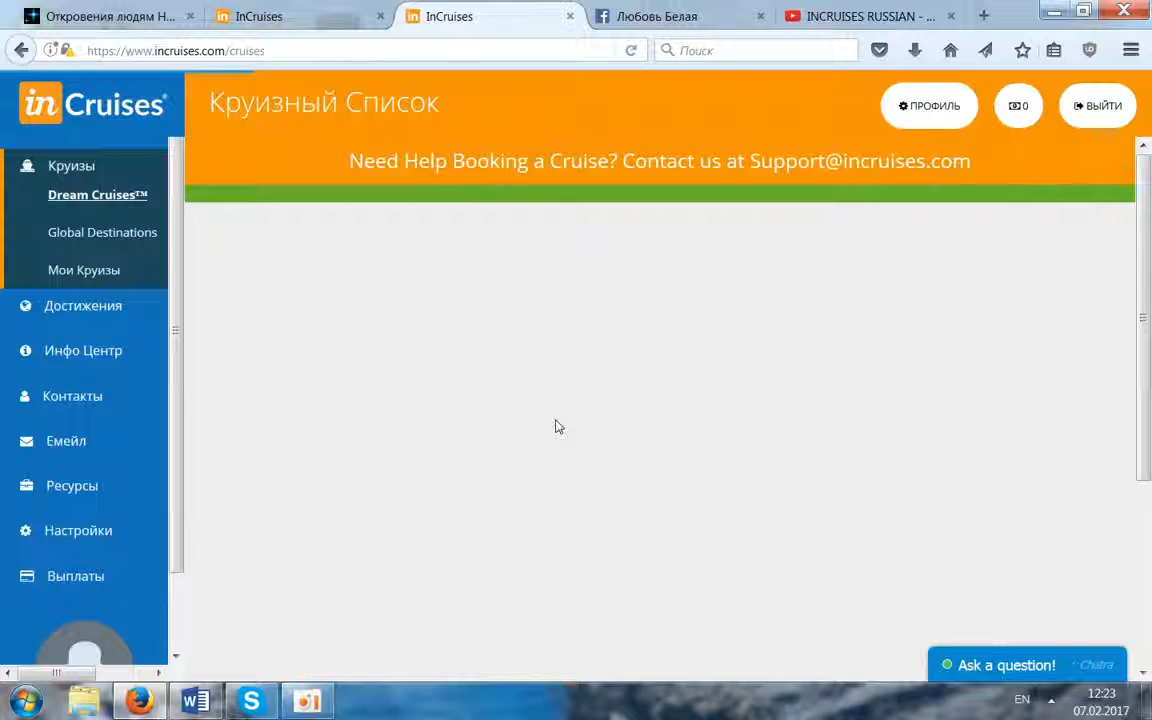 Откровения людям Н...
InCruises
InCruises
Любовь Белая
INCRUISES RUSSIAN - ...
https://www.incruises.com/cruises
Поиск
in Cruises
Круизный Список
ПРОФИЛЬ
0
ВЫЙТИ
Need Help Booking a Cruise? Contact us at Support@incruises.com
Круизы
Dream Cruises™
Global Destinations
Мои Круизы
Достижения
Инфо Центр
Контакты
Емейл
Ресурсы
Настройки
Выплаты
Ask a question!
Chatra
EN
12:23
07.02.2017